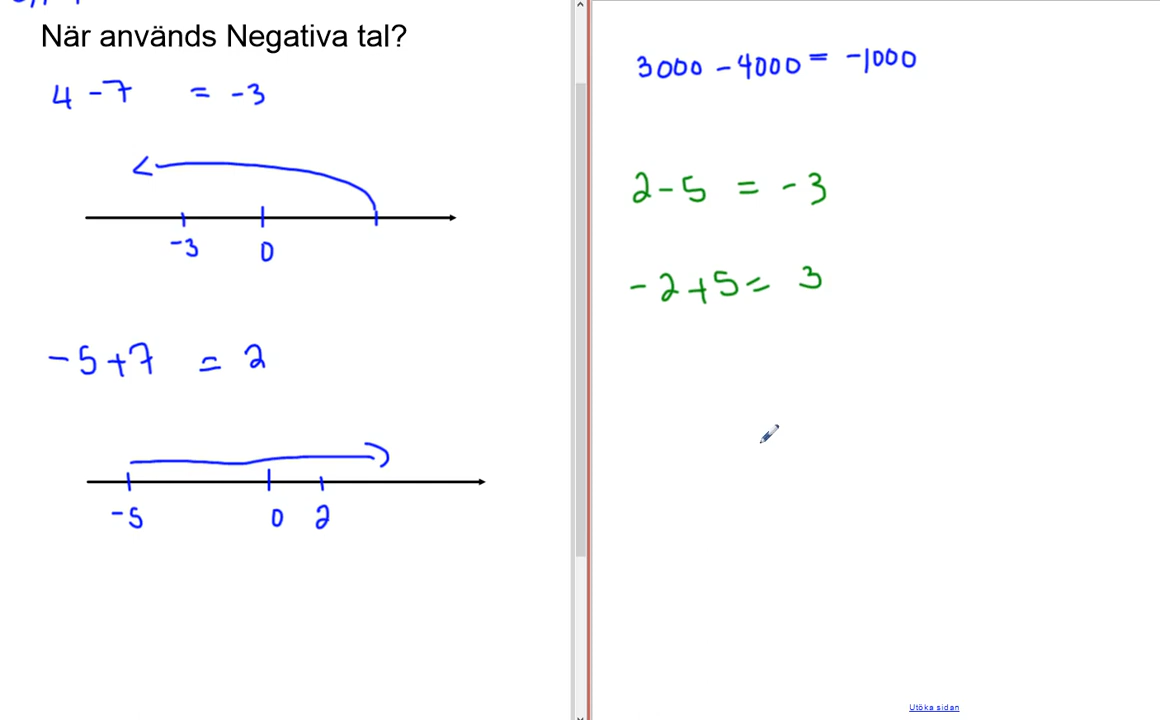 När används Negativa tal?
4 - 7 = -3
-3 0
-5 + 7 = 2
-5 0 2
3000 - 4000 = -1000
2 - 5 = -3
-2 + 5 = 3
Utöka sidan